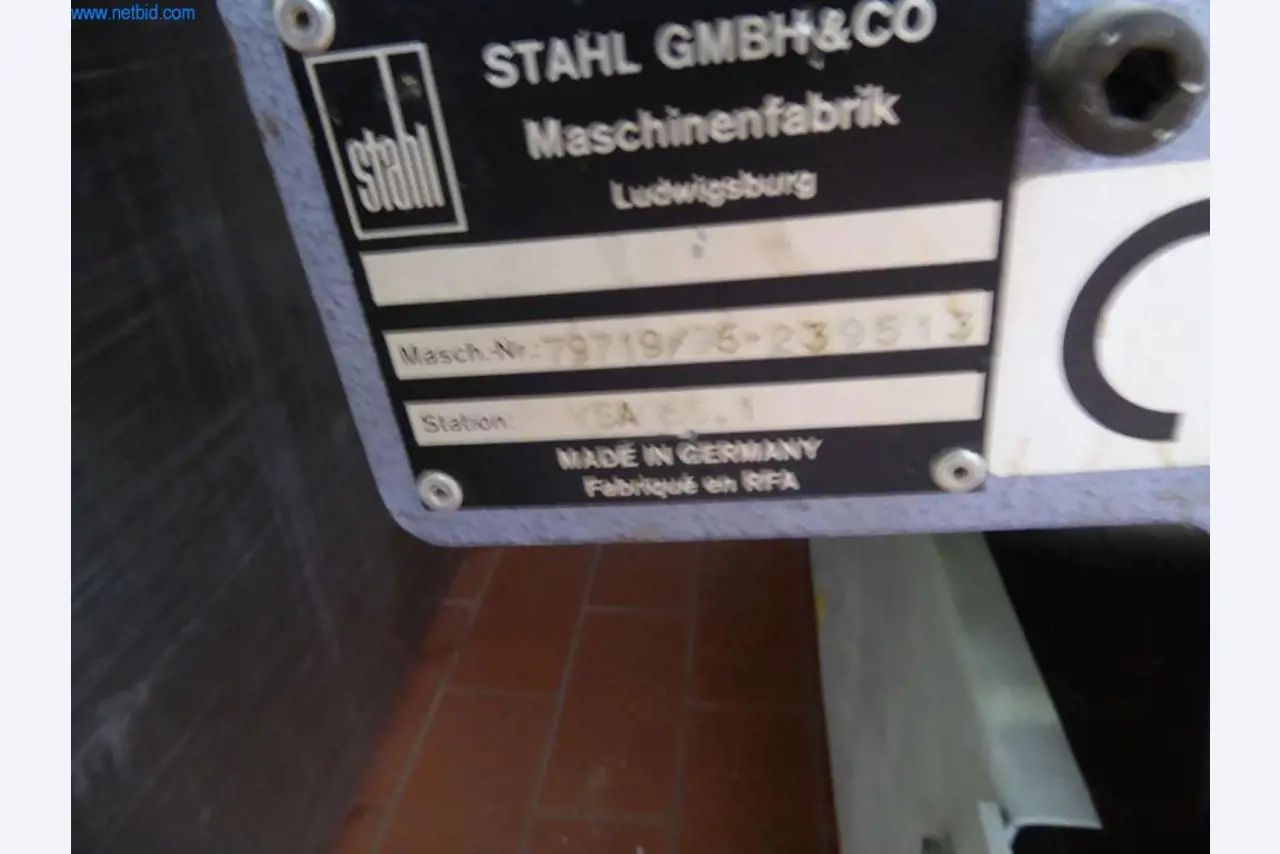 www.netbid.com
STAHL GMBH&CO
stahl
Maschinenfabrik
Ludwigsburg
Masch.-Nr.:
Station:
MADE IN GERMANY
Fabriqué en RFA